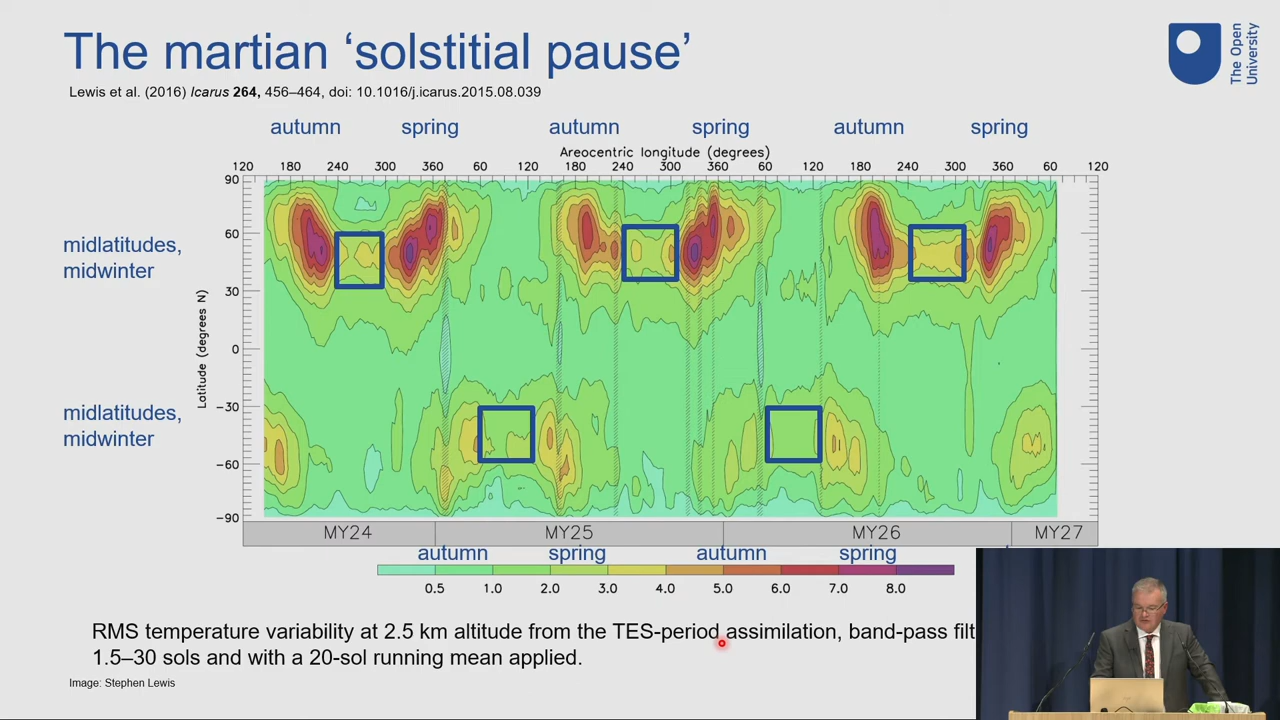 The martian ‘solstitial pause’
The Open
University
Lewis et al. (2016) Icarus 264, 456–464, doi: 10.1016/j.icarus.2015.08.039
autumn spring autumn spring autumn spring
Areocentric longitude (degrees)
120 180 240 300 360 60 120 180 240 300 360 60 120 180 240 300 360 60 120
90
60
30
0
−30
−60
−90
Latitude (degrees N)
midlatitudes,
midwinter
midlatitudes,
midwinter
MY24 MY25 MY26 MY27
autumn spring autumn spring
0.5 1.0 2.0 3.0 4.0 5.0 6.0 7.0 8.0
RMS temperature variability at 2.5 km altitude from the TES-period assimilation, band-pass filt
1.5–30 sols and with a 20-sol running mean applied.
Image: Stephen Lewis